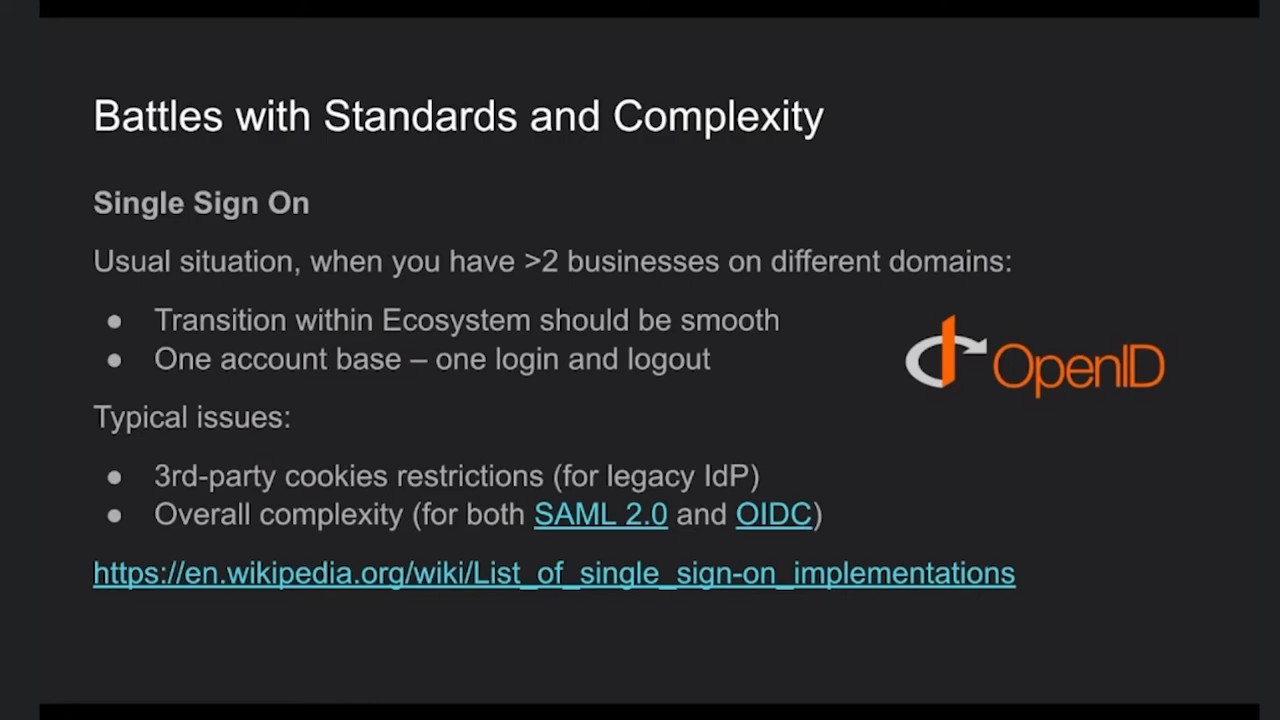 Battles with Standards and Complexity
Single Sign On
Usual situation, when you have >2 businesses on different domains:
● Transition within Ecosystem should be smooth
● One account base – one login and logout
OpenID
Typical issues:
● 3rd-party cookies restrictions (for legacy IdP)
● Overall complexity (for both SAML 2.0 and OIDC)
https://en.wikipedia.org/wiki/List_of_single_sign-on_implementations